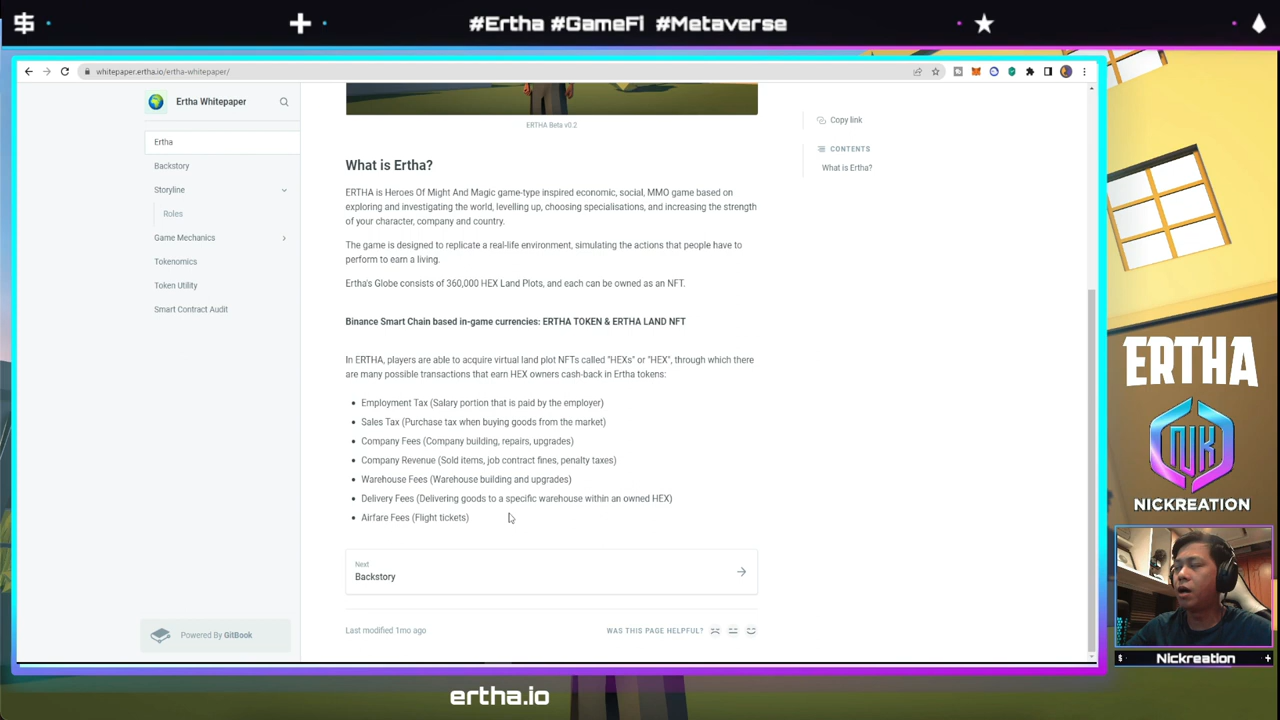 #Ertha #GameFi #Metaverse
whitepaper.ertha.io/ertha-whitepaper/
Ertha Whitepaper
Ertha
Backstory
Storyline
Roles
Game Mechanics
Tokenomics
Token Utility
Smart Contract Audit
Powered By GitBook
ERTHA Beta v0.2
What is Ertha?
ERTHA is Heroes Of Might And Magic game-type inspired economic, social, MMO game based on
exploring and investigating the world, levelling up, choosing specialisations, and increasing the strength
of your character, company and country.
The game is designed to replicate a real-life environment, simulating the actions that people have to
perform to earn a living.
Ertha's Globe consists of 360,000 HEX Land Plots, and each can be owned as an NFT.
Binance Smart Chain based in-game currencies: ERTHA TOKEN & ERTHA LAND NFT
In ERTHA, players are able to acquire virtual land plot NFTs called "HEXs" or "HEX", through which there
are many possible transactions that earn HEX owners cash-back in Ertha tokens:
• Employment Tax (Salary portion that is paid by the employer)
• Sales Tax (Purchase tax when buying goods from the market)
• Company Fees (Company building, repairs, upgrades)
• Company Revenue (Sold items, job contract fines, penalty taxes)
• Warehouse Fees (Warehouse building and upgrades)
• Delivery Fees (Delivering goods to a specific warehouse within an owned HEX)
• Airfare Fees (Flight tickets)
Next
Backstory
Last modified 1mo ago
WAS THIS PAGE HELPFUL?
Copy link
CONTENTS
What is Ertha?
ERTHA
NIK
NICKREATION
Nickreation
ertha.io